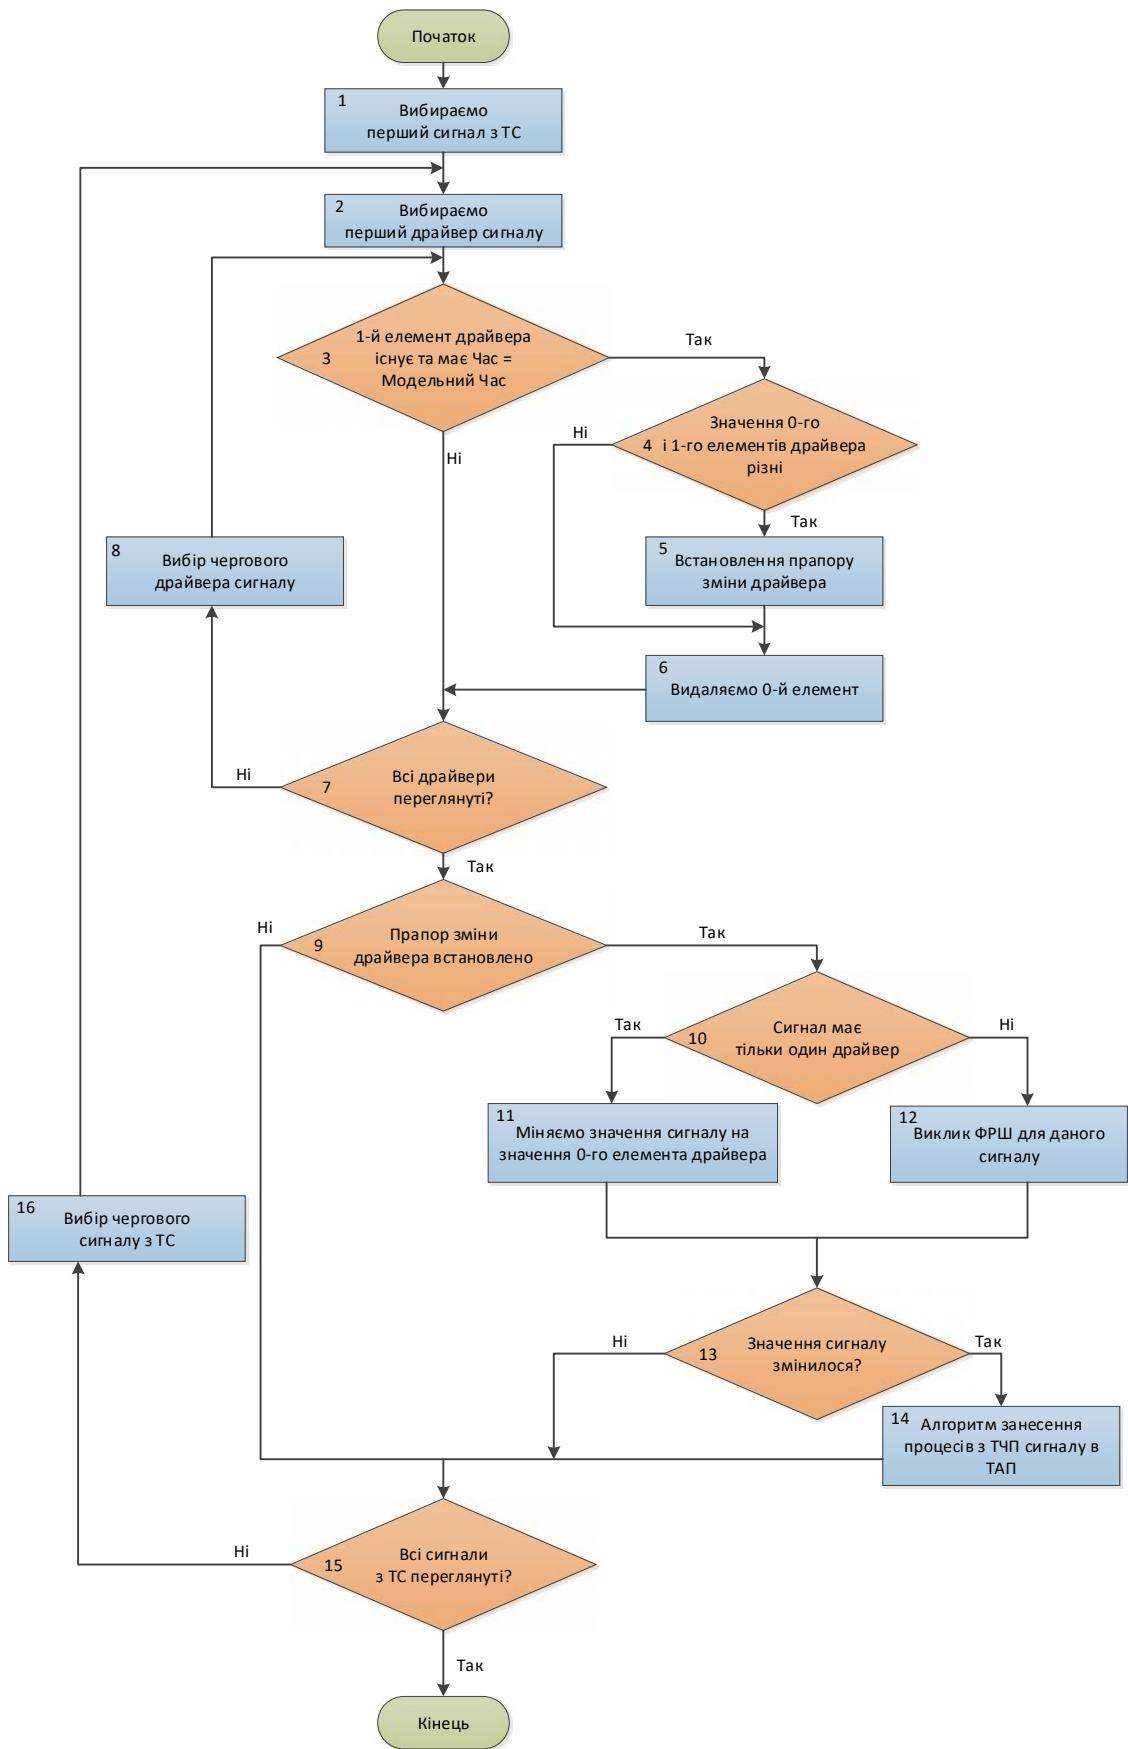 Початок
1
Вибираємо
перший сигнал з ТС
2
Вибираємо
перший драйвер сигналу
3
1-й елемент драйвера
існує та має Час =
Модельний Час
Так
Ні
4
Значення 0-го
і 1-го елементів драйвера
різні
Ні
Так
5
Встановлення прапору
зміни драйвера
6
Видаляємо 0-й елемент
8
Вибір чергового
драйвера сигналу
7
Всі драйвери
переглянуті?
Ні
Так
9
Прапор зміни
драйвера встановлено
Ні
Так
10
Сигнал має
тільки один драйвер
Так
Ні
11
Міняємо значення сигналу на
значення 0-го елемента драйвера
12
Виклик ФРШ для даного
сигналу
16
Вибір чергового
сигналу з ТС
13
Значення сигналу
змінилося?
Ні
Так
14
Алгоритм занесення
процесів з ТЧП сигналу в
ТАП
15
Всі сигнали
з ТС переглянуті?
Ні
Так
Кінець